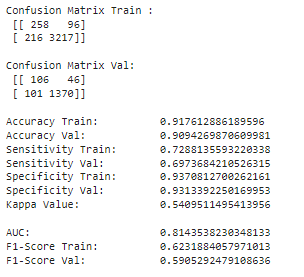 Confusion Matrix Train :
[[ 258 96]
[ 216 3217]]
Confusion Matrix Val:
[[ 106 46]
[ 101 1370]]
Accuracy Train: 0.917612886189596
Accuracy Val: 0.9094269870609981
Sensitivity Train: 0.7288135593220338
Sensitivity Val: 0.6973684210526315
Specificity Train: 0.9370812700262161
Specificity Val: 0.9313392250169953
Kappa Value: 0.5409511495413956
AUC: 0.8143538230348133
F1-Score Train: 0.6231884057971013
F1-Score Val: 0.5905292479108636